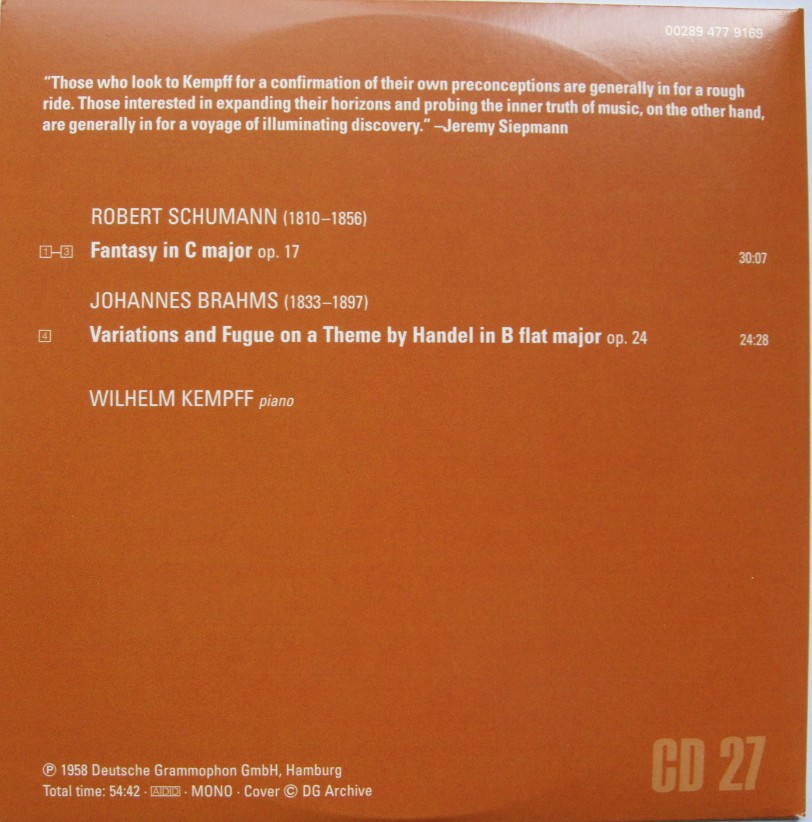 00289 477 9169
“Those who look to Kempff for a confirmation of their own preconceptions are generally in for a rough
ride. Those interested in expanding their horizons and probing the inner truth of music, on the other hand,
are generally in for a voyage of illuminating discovery.” –Jeremy Siepmann
ROBERT SCHUMANN (1810–1856)
1–3 Fantasy in C major op. 17 30:07
JOHANNES BRAHMS (1833–1897)
4 Variations and Fugue on a Theme by Handel in B flat major op. 24 24:28
WILHELM KEMPFF piano
CD 27
℗ 1958 Deutsche Grammophon GmbH, Hamburg
Total time: 54:42 · ADD · MONO · Cover © DG Archive